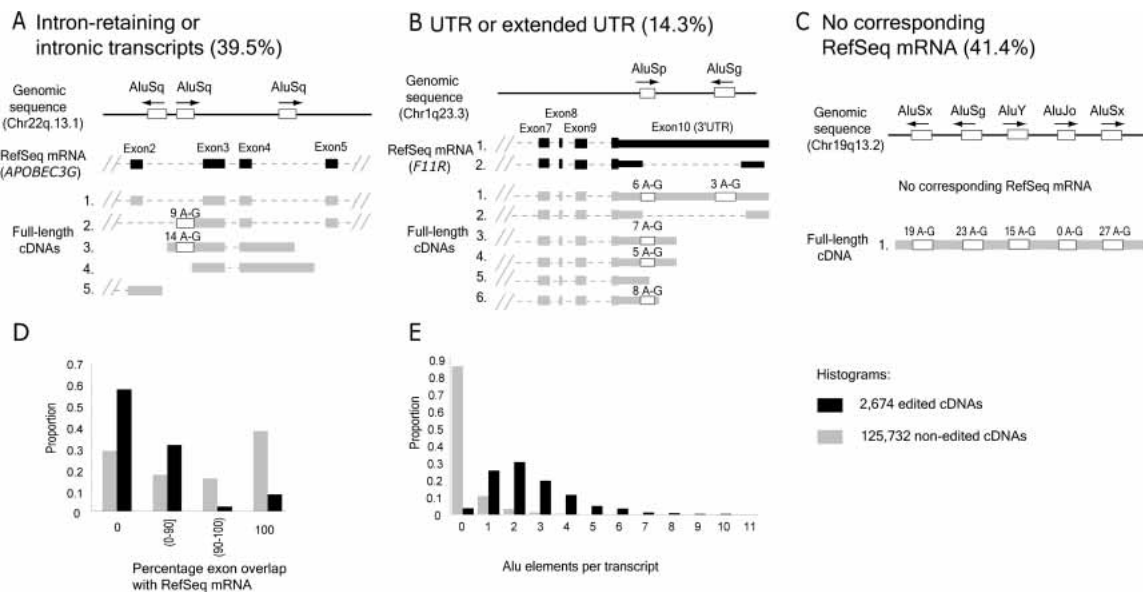 A Intron-retaining or
intronic transcripts (39.5%)
AluSq AluSq AluSq
Genomic
sequence
(Chr22q.13.1)
Exon2 Exon3 Exon4 Exon5
RefSeq mRNA
(APOBEC3G)
1.
9 A-G
2.
14 A-G
Full-length
cDNAs
3.
4.
5.
B UTR or extended UTR (14.3%)
AluSp AluSg
Genomic
sequence
(Chr1q23.3)
Exon8
Exon7 Exon9 Exon10 (3'UTR)
RefSeq mRNA
(F11R)
1.
2.
6 A-G 3 A-G
1.
2.
7 A-G
Full-length
cDNAs
3.
5 A-G
4.
5.
8 A-G
6.
C No corresponding
RefSeq mRNA (41.4%)
AluSx AluSg AluY AluJo AluSx
Genomic
sequence
(Chr19q13.2)
No corresponding RefSeq mRNA
19 A-G 23 A-G 15 A-G 0 A-G 27 A-G
Full-length
cDNA
1.
D
Proportion
0.7
0.6
0.5
0.4
0.3
0.2
0.1
0
0 (0-90] (90-100) 100
Percentage exon overlap
with RefSeq mRNA
E
Proportion
0.9
0.8
0.7
0.6
0.5
0.4
0.3
0.2
0.1
0
0 1 2 3 4 5 6 7 8 9 10 11
Alu elements per transcript
Histograms:
2,674 edited cDNAs
125,732 non-edited cDNAs